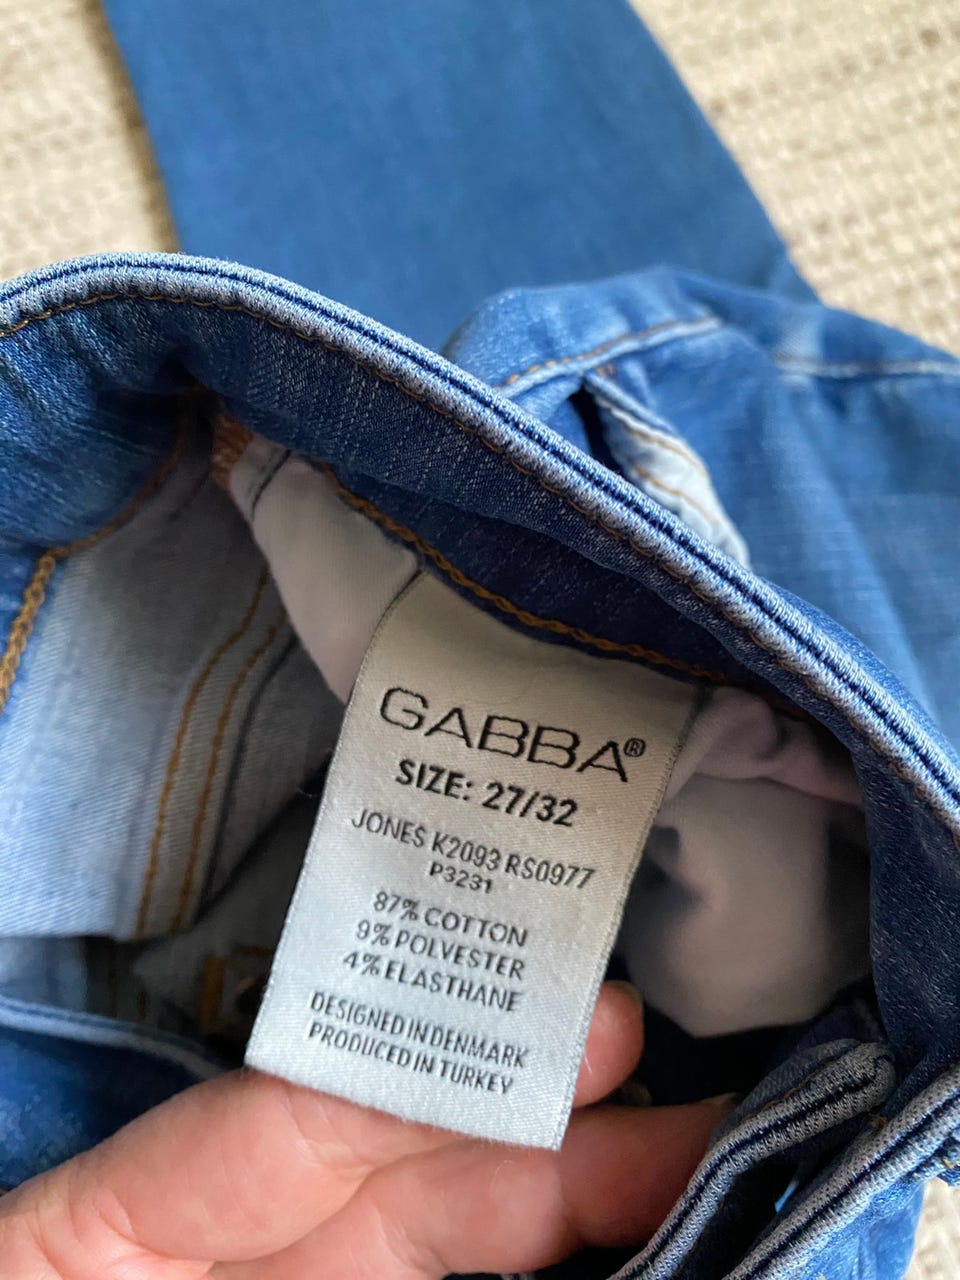 GABBA®
SIZE: 27/32
JONES K2093 RS0977
P3231
87% COTTON
9% POLYESTER
4% ELASTHANE
DESIGNED IN DENMARK
PRODUCED IN TURKEY